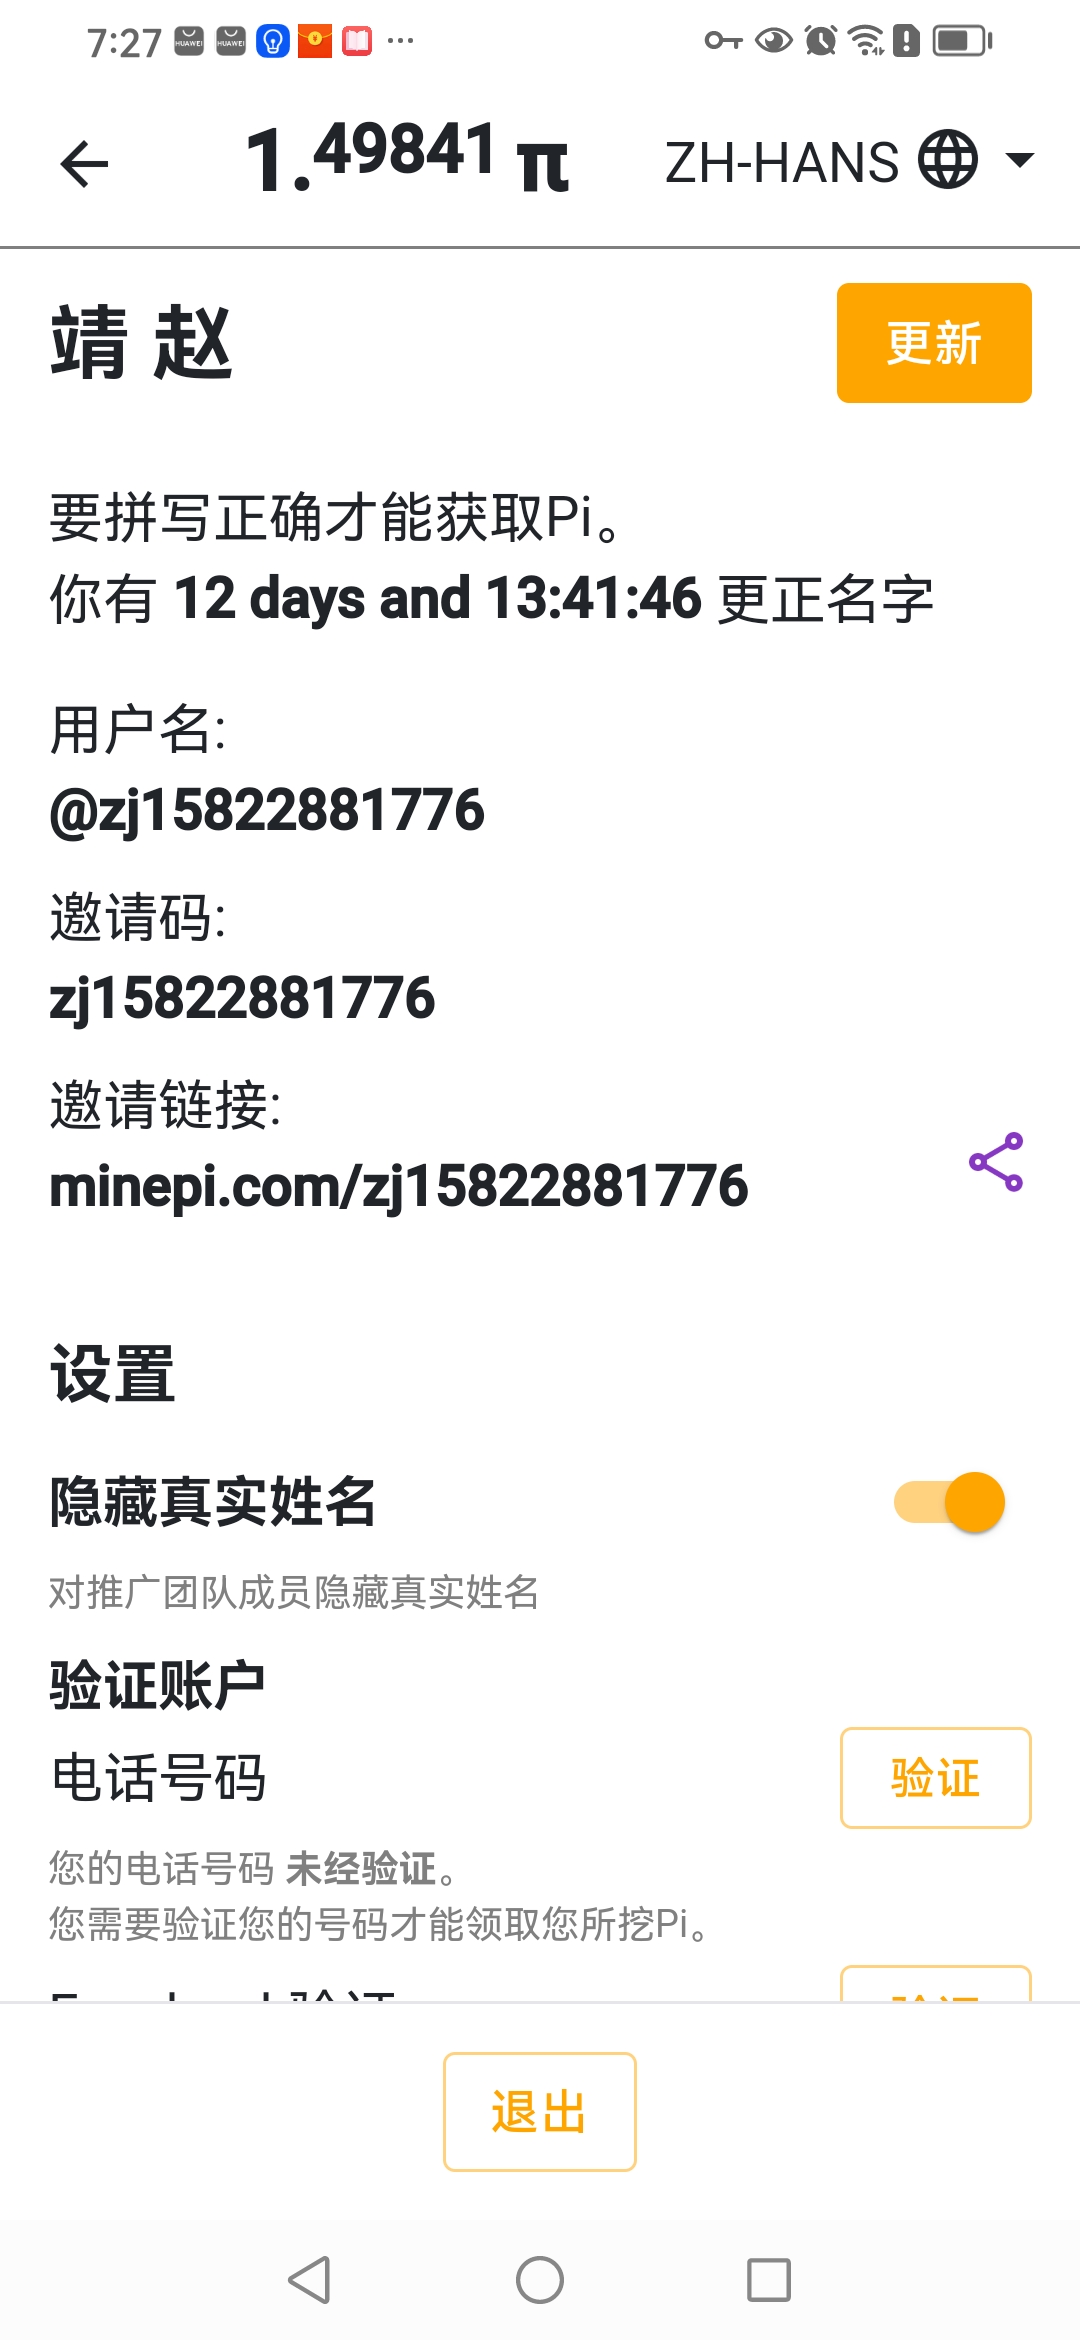 7:27
HUAWEI HUAWEI
1.49841 π
ZH-HANS
靖 赵
更新
要拼写正确才能获取Pi。
你有 12 days and 13:41:46 更正名字
用户名:
@zj15822881776
邀请码:
zj15822881776
邀请链接:
minepi.com/zj15822881776
设置
隐藏真实姓名
对推广团队成员隐藏真实姓名
验证账户
电话号码
验证
您的电话号码 未经验证。
您需要验证您的号码才能领取您所挖Pi。
退出